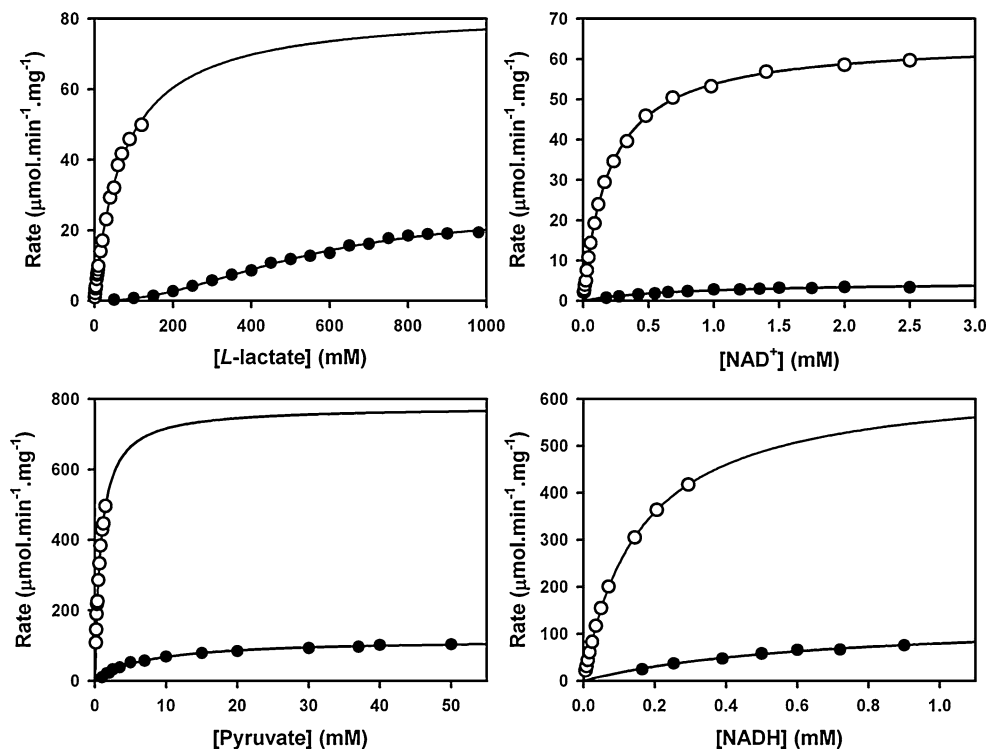 80
60
40
20
0
Rate (μmol.min⁻¹.mg⁻¹)
0 200 400 600 800 1000
[L-lactate] (mM)
70
60
50
40
30
20
10
0
Rate (μmol.min⁻¹.mg⁻¹)
0.0 0.5 1.0 1.5 2.0 2.5 3.0
[NAD⁺] (mM)
800
600
400
200
0
Rate (μmol.min⁻¹.mg⁻¹)
0 10 20 30 40 50
[Pyruvate] (mM)
600
500
400
300
200
100
0
Rate (μmol.min⁻¹.mg⁻¹)
0.0 0.2 0.4 0.6 0.8 1.0
[NADH] (mM)